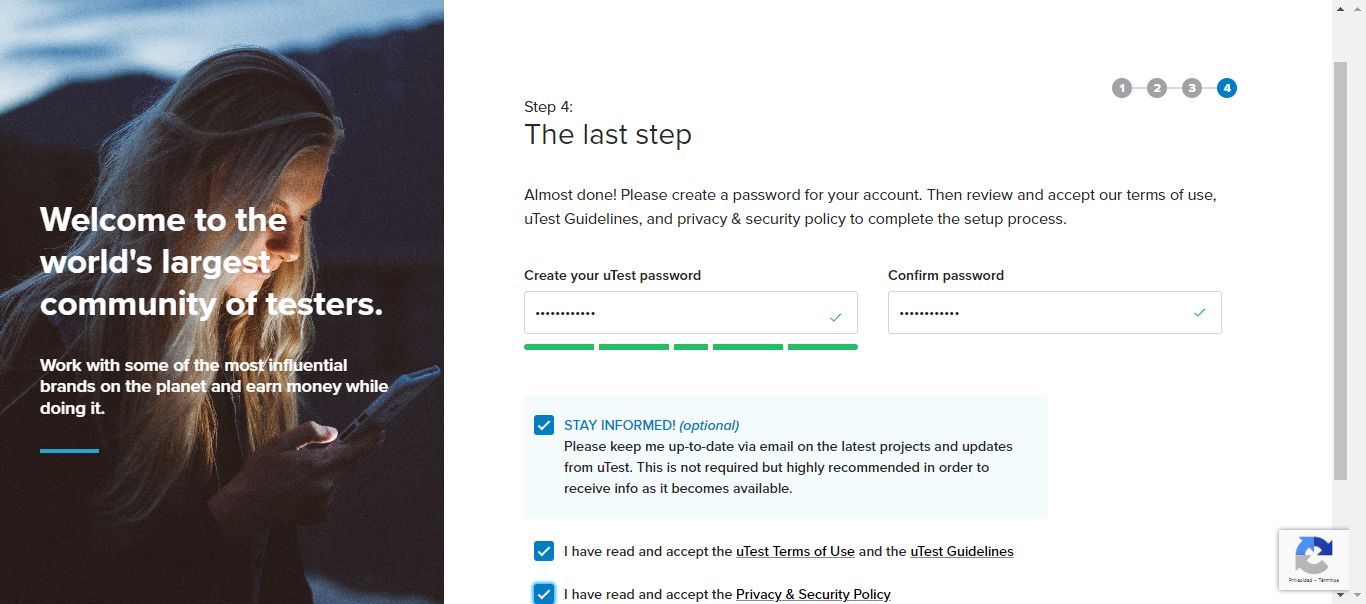 Welcome to the
world's largest
community of testers.
Work with some of the most influential
brands on the planet and earn money while
doing it.
1 2 3 4
Step 4:
The last step
Almost done! Please create a password for your account. Then review and accept our terms of use,
uTest Guidelines, and privacy & security policy to complete the setup process.
Create your uTest password
Confirm password
••••••••••••
••••••••••••
STAY INFORMED! (optional)
Please keep me up-to-date via email on the latest projects and updates
from uTest. This is not required but highly recommended in order to
receive info as it becomes available.
I have read and accept the uTest Terms of Use and the uTest Guidelines
I have read and accept the Privacy & Security Policy
Privacidad - Términos